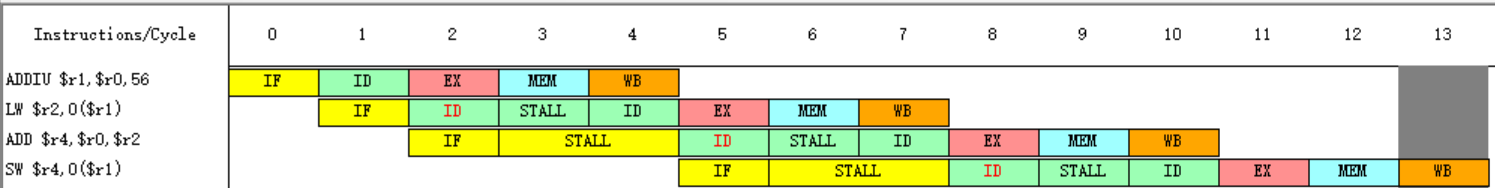 Instructions/Cycle 0 1 2 3 4 5 6 7 8 9 10 11 12 13
ADDIU $r1,$r0,56 IF ID EX MEM WB
LW $r2,0($r1) IF ID STALL ID EX MEM WB
ADD $r4,$r0,$r2 IF STALL ID STALL ID EX MEM WB
SW $r4,0($r1) IF STALL ID STALL ID EX MEM WB